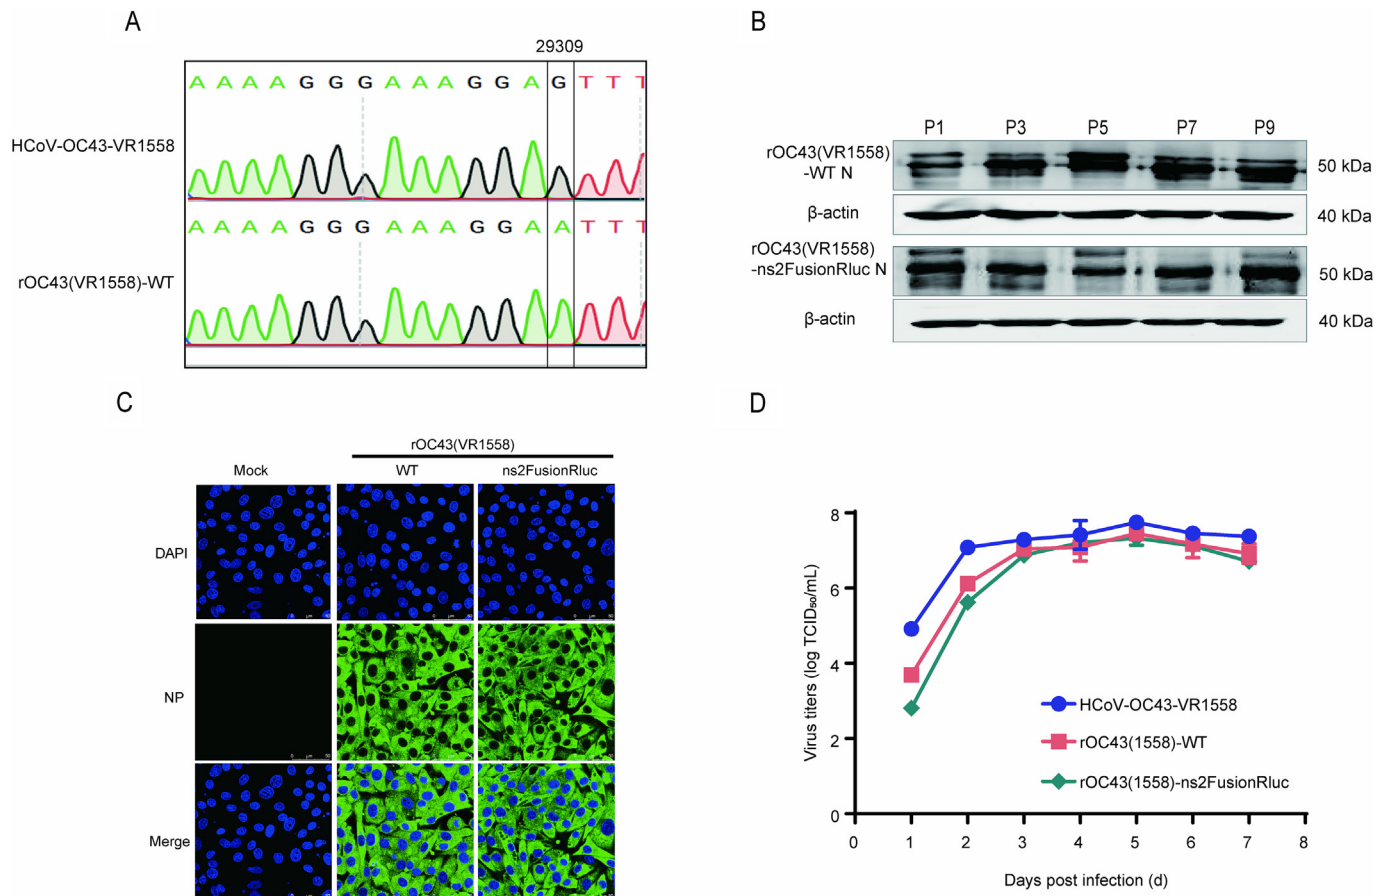 A
29309
A A A A G G G A A A G G A G T T T
HCoV-OC43-VR1558
A A A A G G G A A A G G A A T T T
rOC43(VR1558)-WT
B
P1 P3 P5 P7 P9
rOC43(VR1558)
-WT N
50 kDa
β-actin
40 kDa
rOC43(VR1558)
-ns2FusionRluc N
50 kDa
β-actin
40 kDa
C
rOC43(VR1558)
Mock WT ns2FusionRluc
DAPI
NP
Merge
D
Virus titers (log TCID₅₀/mL)
8
6
4
2
0
HCoV-OC43-VR1558
rOC43(1558)-WT
rOC43(1558)-ns2FusionRluc
0 1 2 3 4 5 6 7 8
Days post infection (d)